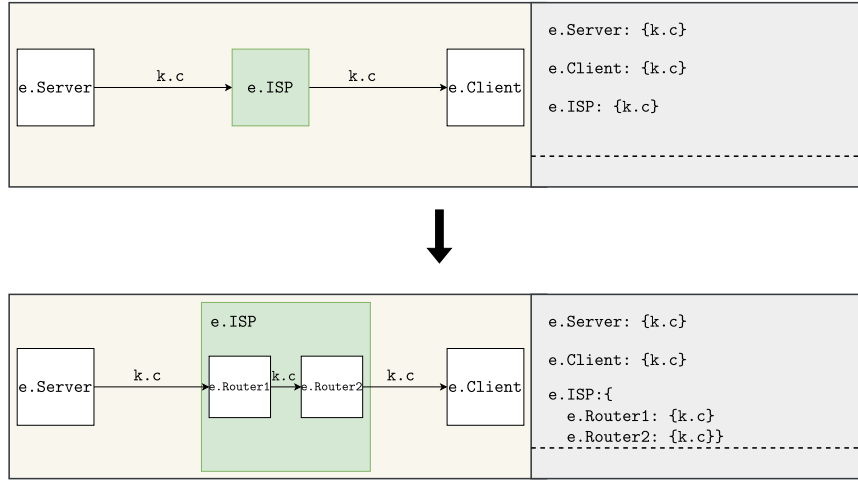 k.c
k.c
e.Server
e.ISP
e.Client
e.Server: {k.c}
e.Client: {k.c}
e.ISP: {k.c}
e.ISP
k.c
k.c
k.c
e.Server
e.Router1
e.Router2
e.Client
e.Server: {k.c}
e.Client: {k.c}
e.ISP:{
e.Router1: {k.c}
e.Router2: {k.c}}